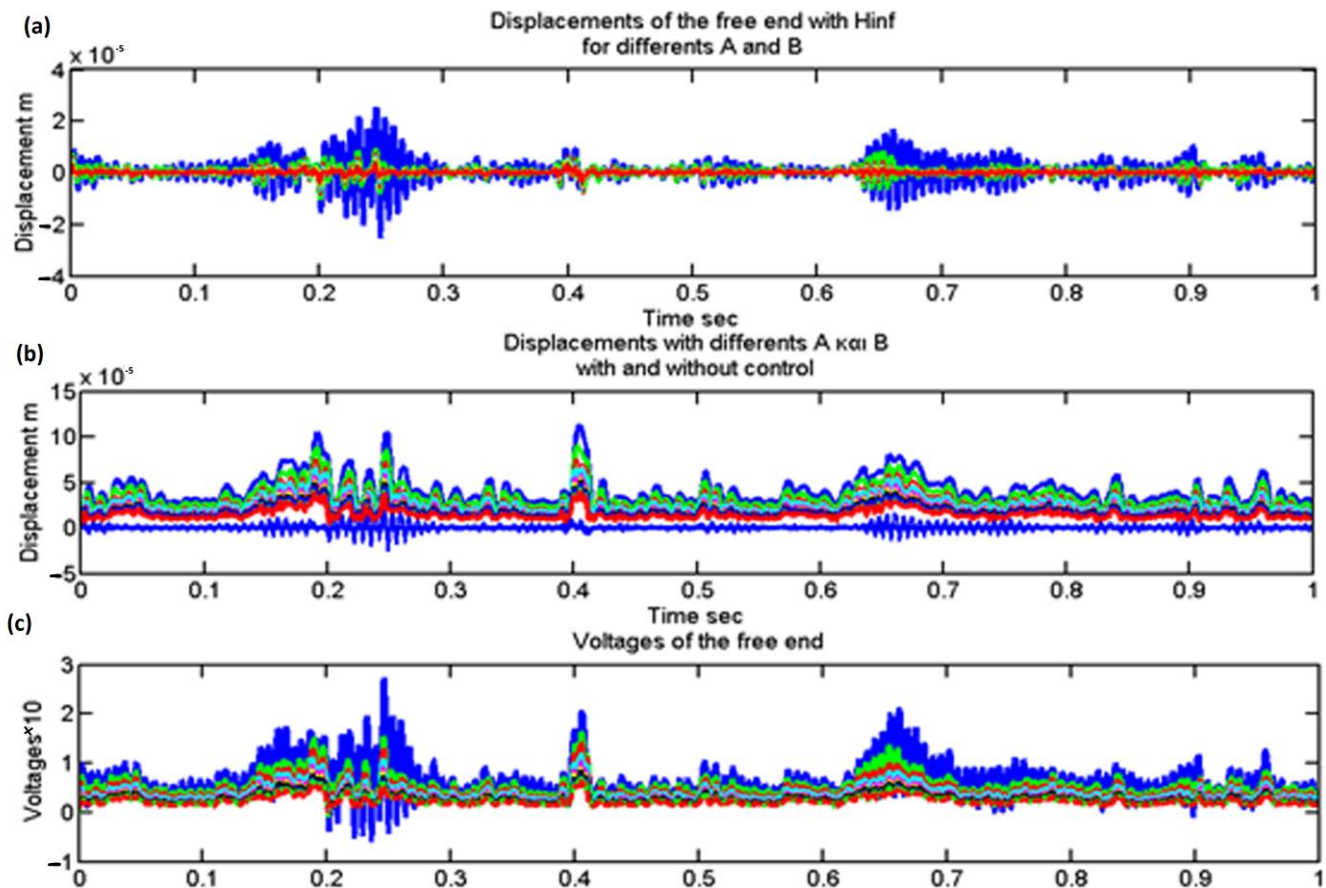 (a)
Displacements of the free end with Hinf
for differents A and B
x 10-5
Displacement m
4
2
0
−2
−4
0 0.1 0.2 0.3 0.4 0.5 0.6 0.7 0.8 0.9 1
Time sec
(b)
Displacements with differents A και B
with and without control
x 10-5
Displacement m
15
10
5
0
−5
0 0.1 0.2 0.3 0.4 0.5 0.6 0.7 0.8 0.9 1
Time sec
(c)
Voltages of the free end
Voltages×10
3
2
1
0
−1
0 0.1 0.2 0.3 0.4 0.5 0.6 0.7 0.8 0.9 1